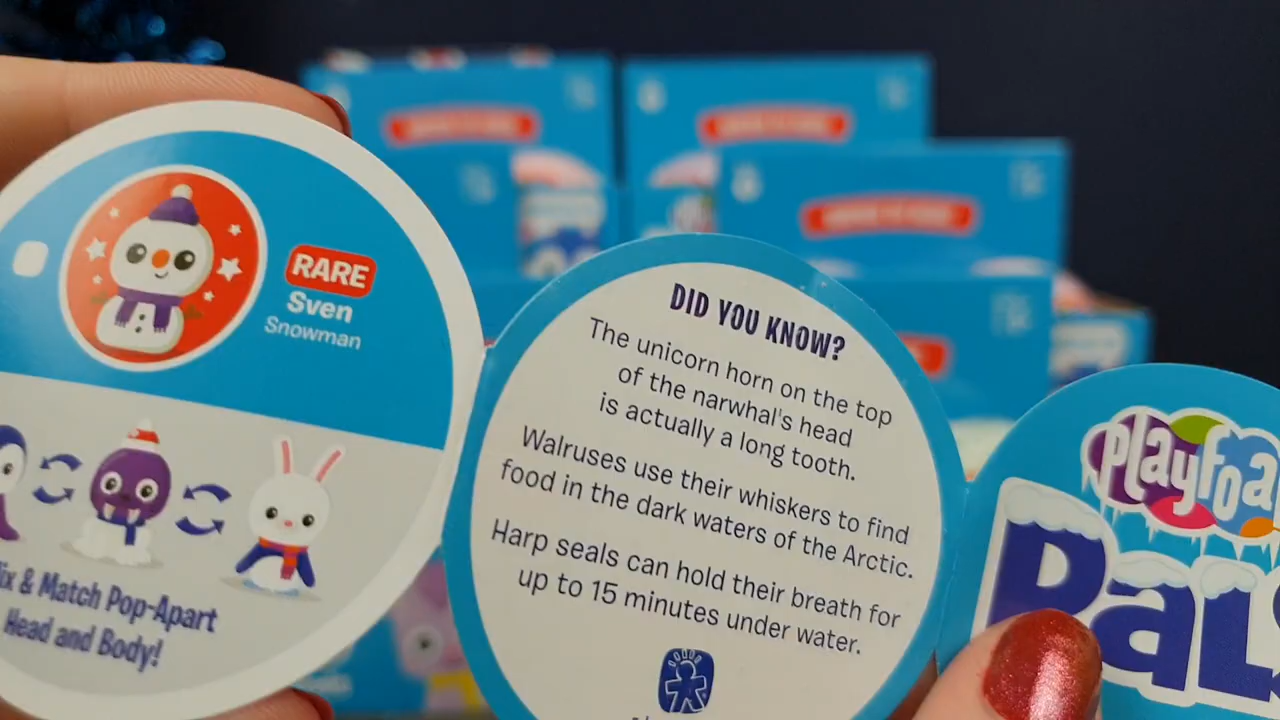 RARE
Sven
Snowman
Mix & Match Pop-Apart
Head and Body!
DID YOU KNOW?
The unicorn horn on the top
of the narwhal's head
is actually a long tooth.
Walruses use their whiskers to find
food in the dark waters of the Arctic.
Harp seals can hold their breath for
up to 15 minutes under water.
Playfoa
Pals